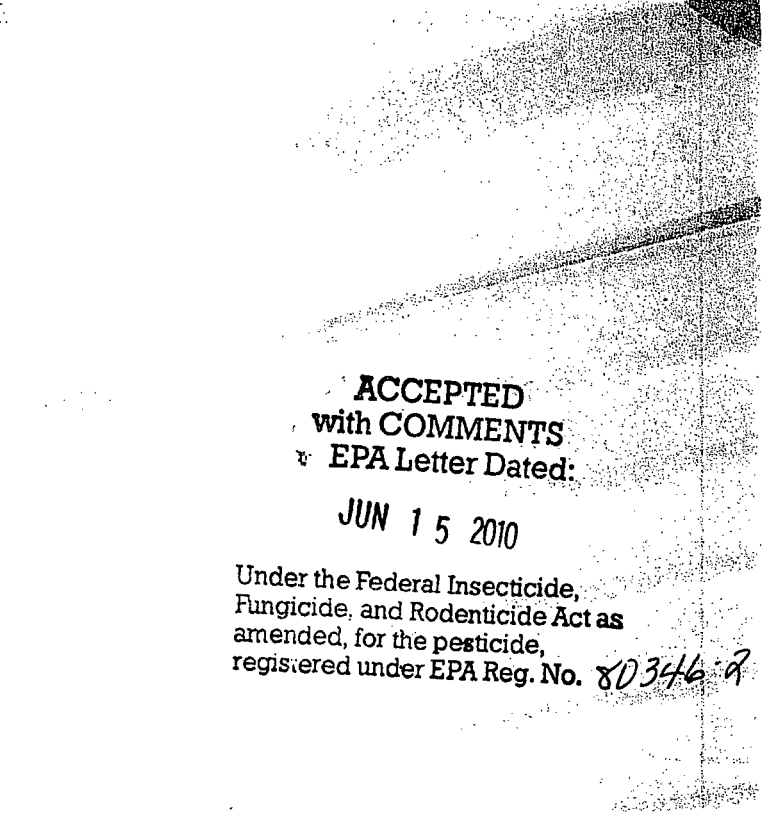 ACCEPTED
with COMMENTS
EPA Letter Dated:
JUN 15 2010
Under the Federal Insecticide,
Fungicide, and Rodenticide Act as
amended, for the pesticide,
registered under EPA Reg. No. 80346-2